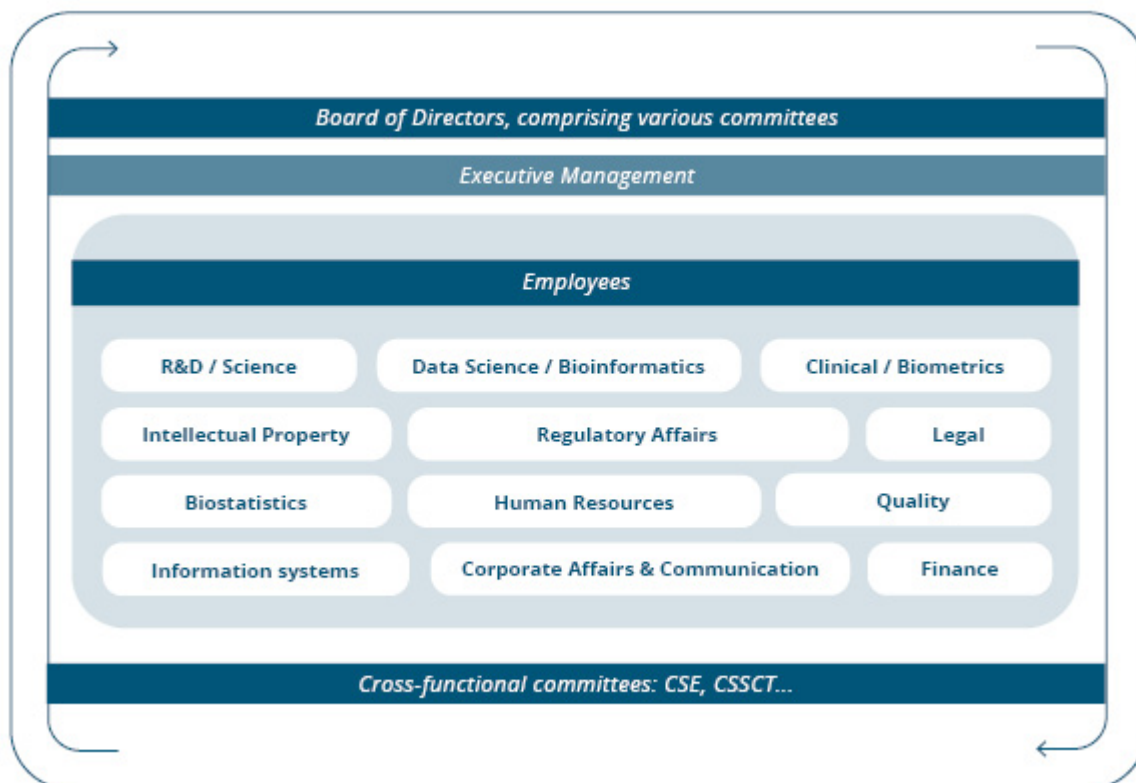 Board of Directors, comprising various committees
Executive Management
Employees
R&D / Science
Data Science / Bioinformatics
Clinical / Biometrics
Intellectual Property
Regulatory Affairs
Legal
Biostatistics
Human Resources
Quality
Information systems
Corporate Affairs & Communication
Finance
Cross-functional committees: CSE, CSSCT...